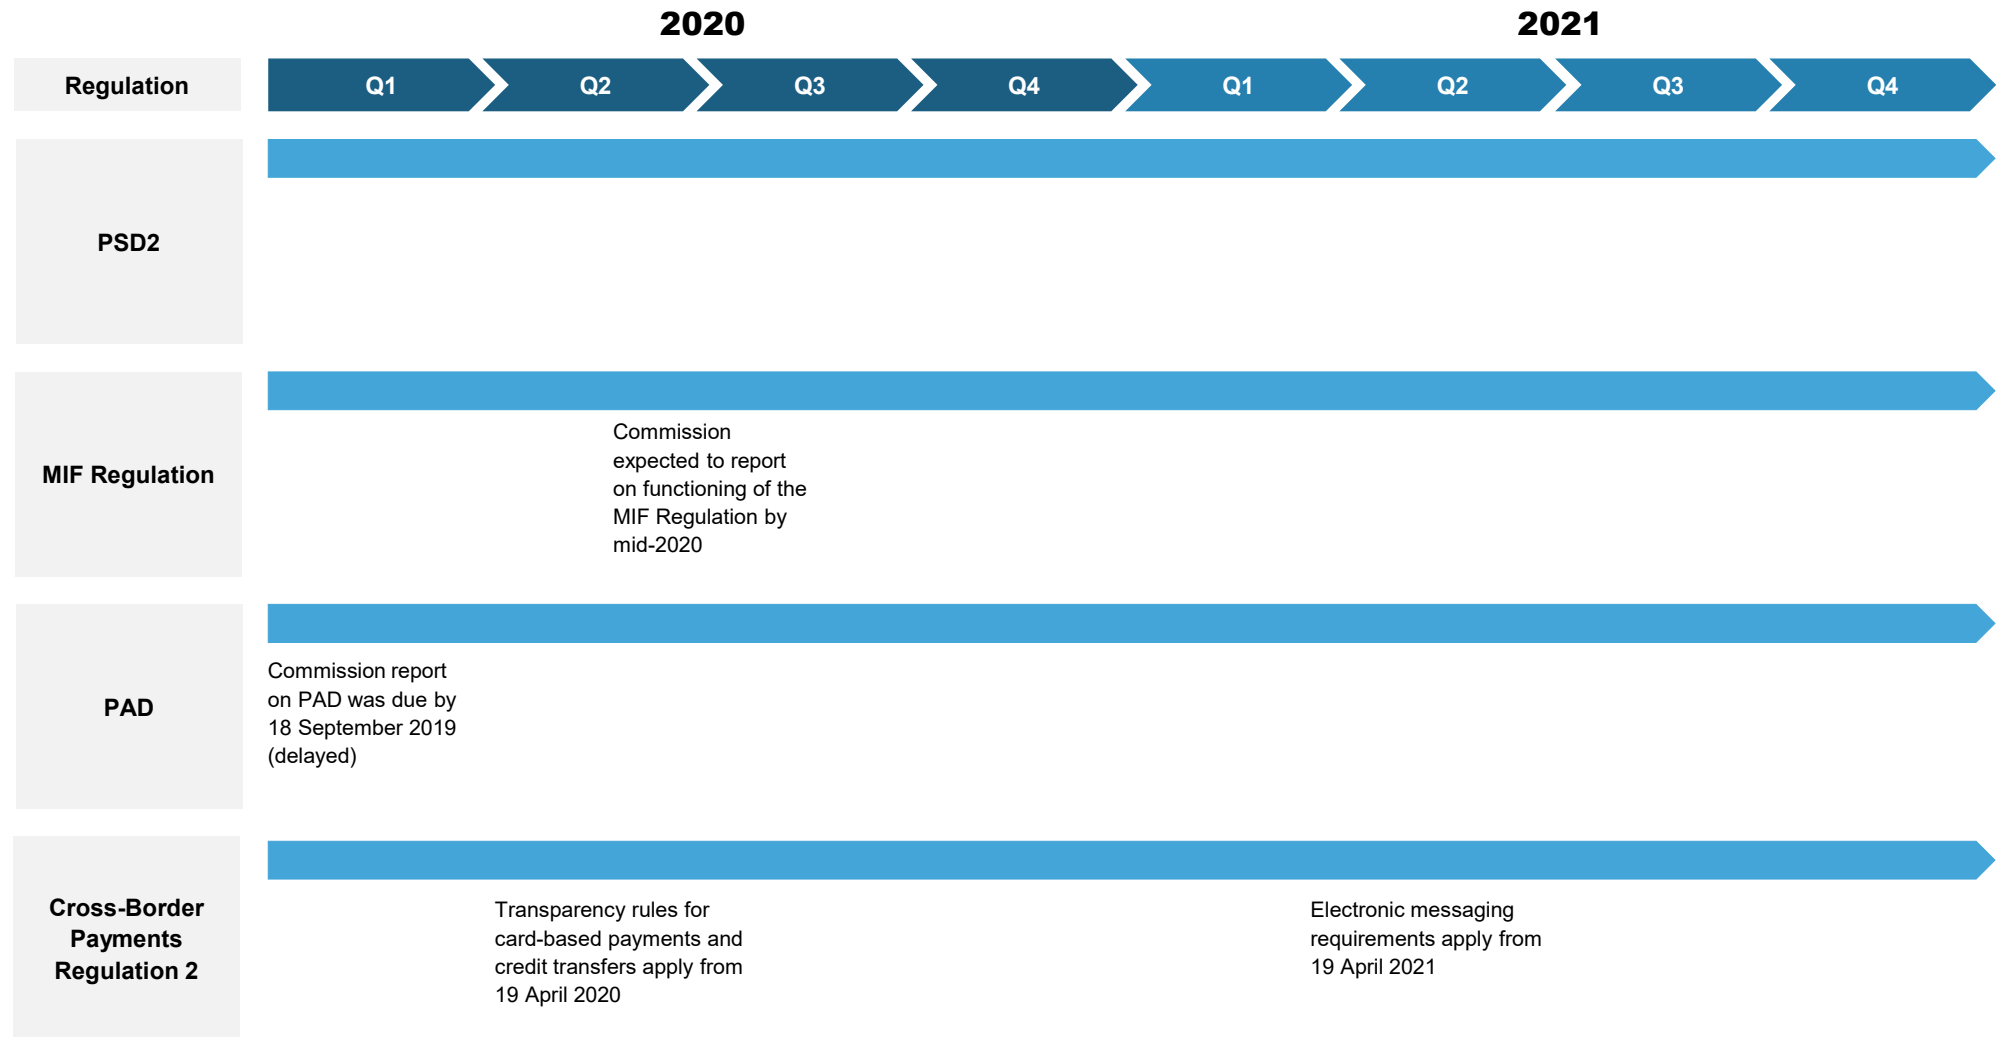 2020
2021
Regulation
Q1
Q2
Q3
Q4
Q1
Q2
Q3
Q4
PSD2
MIF Regulation
Commission
expected to report
on functioning of the
MIF Regulation by
mid-2020
PAD
Commission report
on PAD was due by
18 September 2019
(delayed)
Cross-Border
Payments
Regulation 2
Transparency rules for
card-based payments and
credit transfers apply from
19 April 2020
Electronic messaging
requirements apply from
19 April 2021